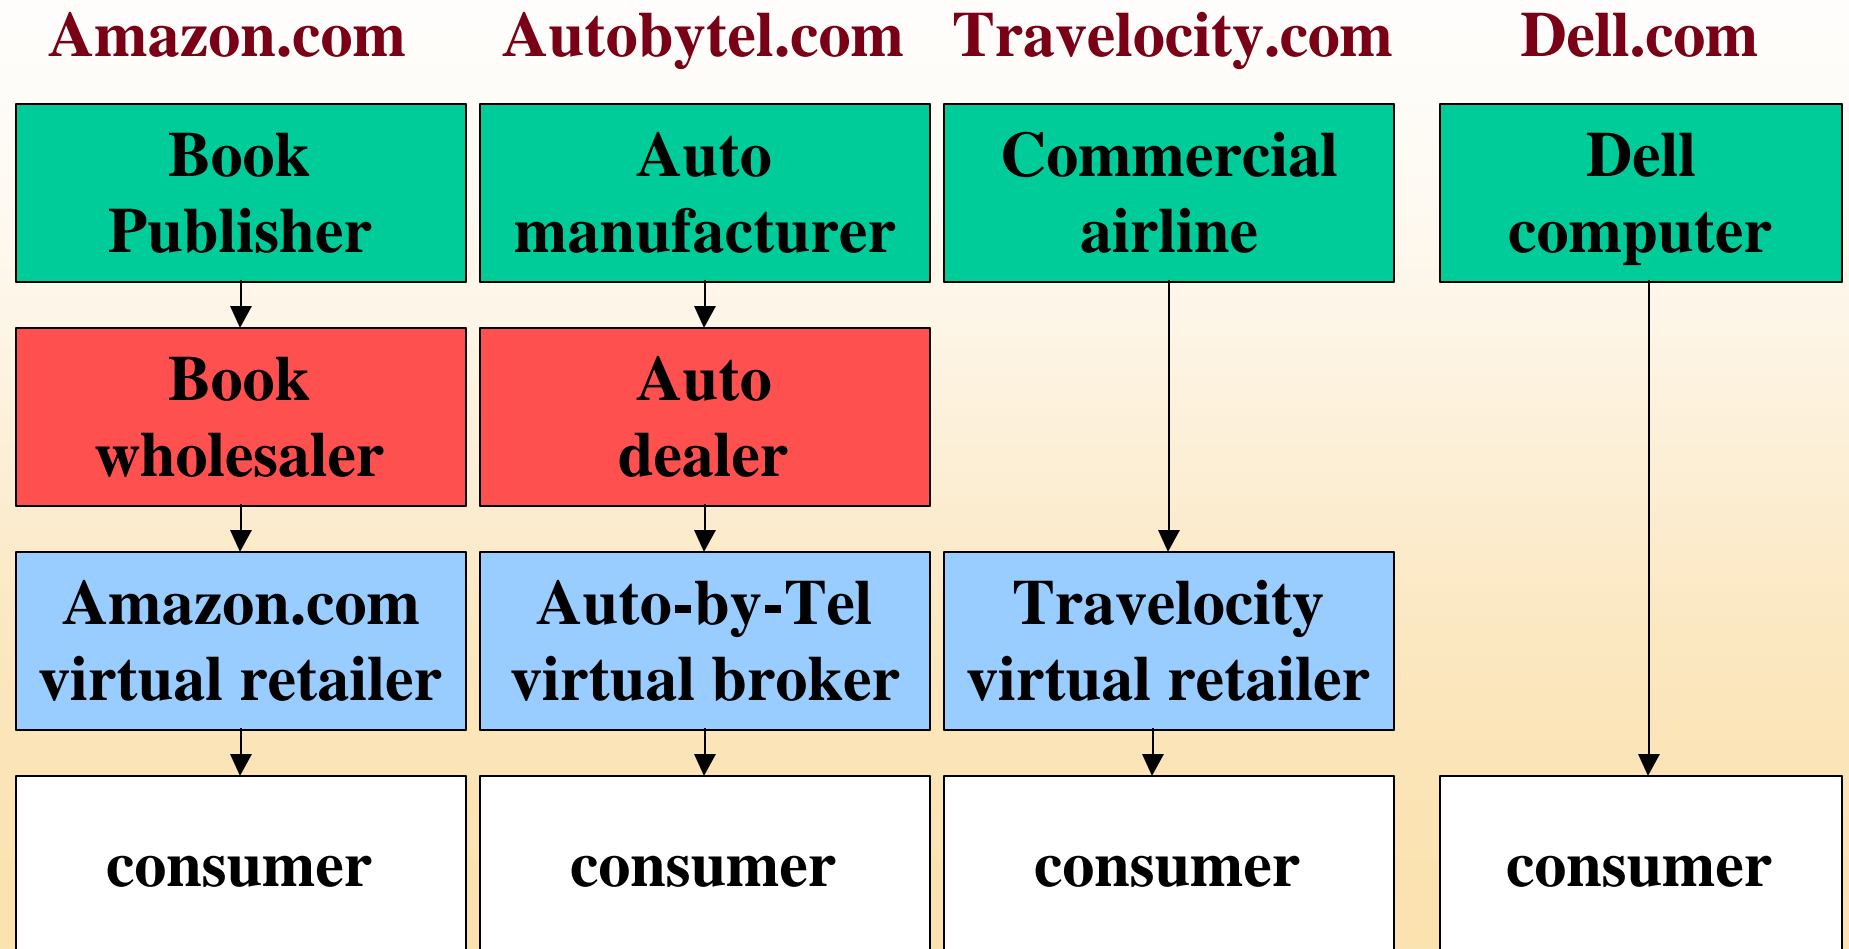 Amazon.com
Autobytel.com
Travelocity.com
Dell.com
Book
Publisher
Auto
manufacturer
Commercial
airline
Dell
computer
Book
wholesaler
Auto
dealer
Amazon.com
virtual retailer
Auto-by-Tel
virtual broker
Travelocity
virtual retailer
consumer
consumer
consumer
consumer